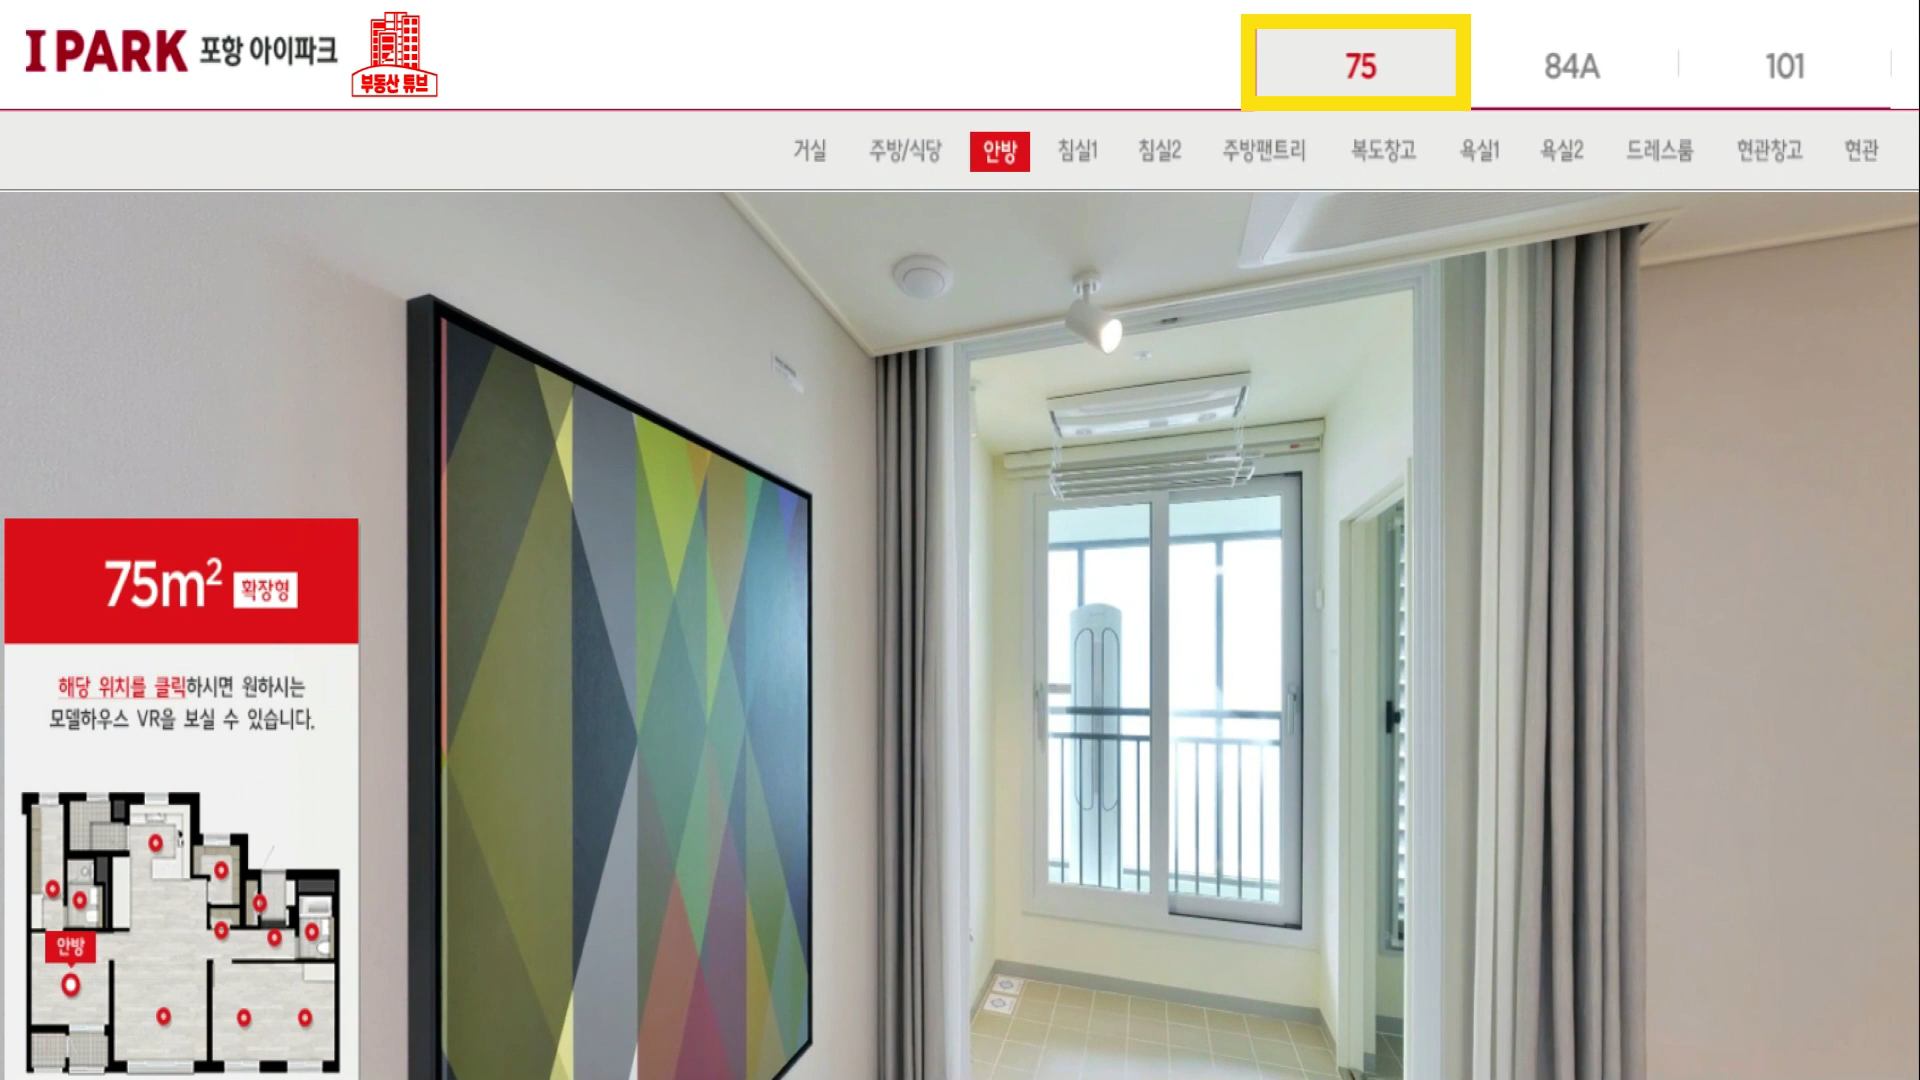 I PARK 포항 아이파크
부동산 튜브
75
84A
101
거실
주방/식당
안방
침실1
침실2
주방팬트리
복도창고
욕실1
욕실2
드레스룸
현관창고
현관
75m² 확장형
해당 위치를 클릭하시면 원하시는
모델하우스 VR을 보실 수 있습니다.
안방